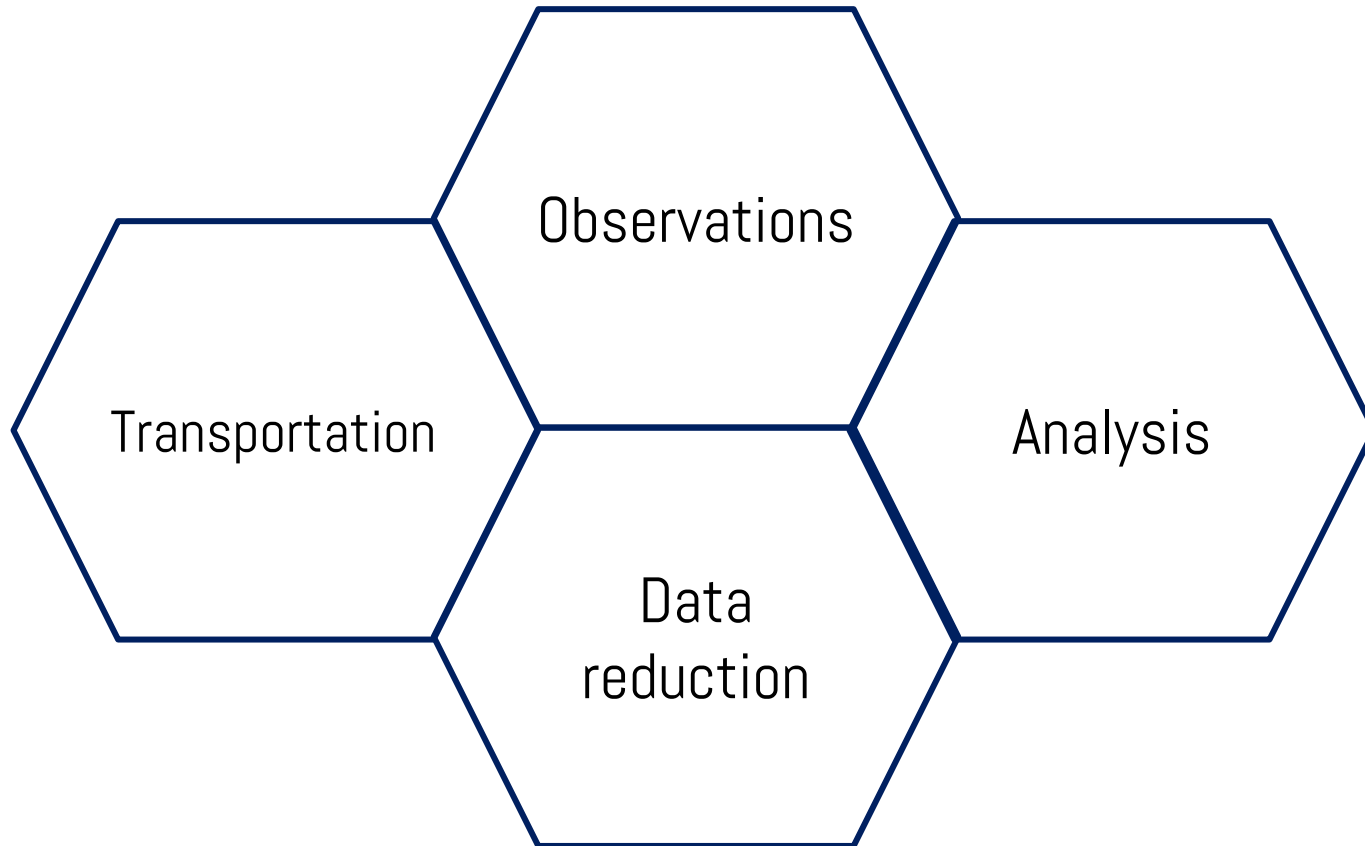 Observations
Transportation
Analysis
Data
reduction